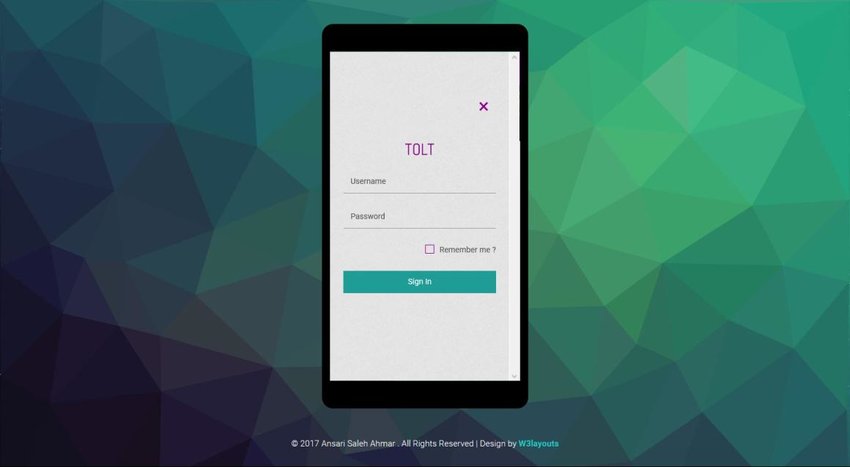 TOLT
Username
Password
Remember me ?
Sign In
© 2017 Ansari Saleh Ahmar . All Rights Reserved | Design by W3layouts